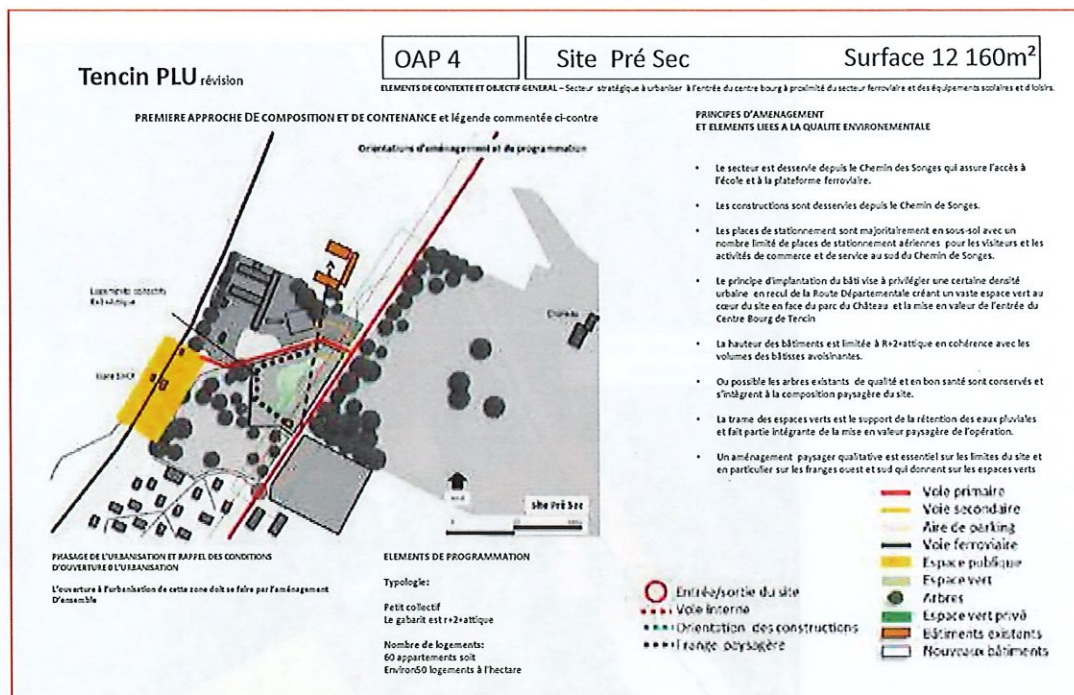 Tencin PLU révision
OAP 4
Site Pré Sec
Surface 12 160m²
ELEMENTS DE CONTEXTE ET OBJECTIF GENERAL – Secteur stratégique à urbaniser à l'entrée du centre bourg à proximité du secteur ferroviaire et des équipements scolaires et d loisirs.
PREMIERE APPROCHE DE COMPOSITION ET DE CONTENANCE et légende commentée ci-contre
Orientations d'aménagement et de programmation
Logements collectifs
R+2+attique
Gare SNCF
Château
Site Pré Sec
PRINCIPES D'AMENAGEMENT
ET ELEMENTS LIEES A LA QUALITE ENVIRONEMENTALE
• Le secteur est desservie depuis le Chemin des Songes qui assure l'accès à
l'école et à la plateforme ferroviaire.
• Les constructions sont desservies depuis le Chemin de Songes.
• Les places de stationnement sont majoritairement en sous-sol avec un
nombre limité de places de stationnement aériennes pour les visiteurs et les
activités de commerce et de service au sud du Chemin de Songes.
• Le principe d'implantation du bâti vise à privilégier une certaine densité
urbaine en recul de la Route Départementale créant un vaste espace vert au
cœur du site en face du parc du Château et la mise en valeur de l'entrée du
Centre Bourg de Tencin
• La hauteur des bâtiments est limitée à R+2+attique en cohérence avec les
volumes des bâtisses avoisinantes.
• Ou possible les arbres existants de qualité et en bon santé sont conservés et
s'intègrent à la composition paysagère du site.
• La trame des espaces verts est le support de la rétention des eaux pluviales
et fait partie intégrante de la mise en valeur paysagère de l'opération.
• Un aménagement paysager qualitative est essentiel sur les limites du site et
en particulier sur les franges ouest et sud qui donnent sur les espaces verts
PHASAGE DE L'URBANISATION ET RAPPEL DES CONDITIONS
D'OUVERTURE 0 L'URBANISATION
L'ouverture à l'urbanisation de cette zone doit se faire par l'aménagement
D'ensemble
ELEMENTS DE PROGRAMMATION
Typologie:
Petit collectif
Le gabarit est r+2+attique
Nombre de logements:
60 appartements soit
Environ50 logements à l'hectare
Entrée/sortie du site
Voie interne
Orientation des constructions
Frange paysagère
Voie primaire
Voie secondaire
Aire de parking
Voie ferroviaire
Espace publique
Espace vert
Arbres
Espace vert privé
Bâtiments existants
Nouveaux bâtiments